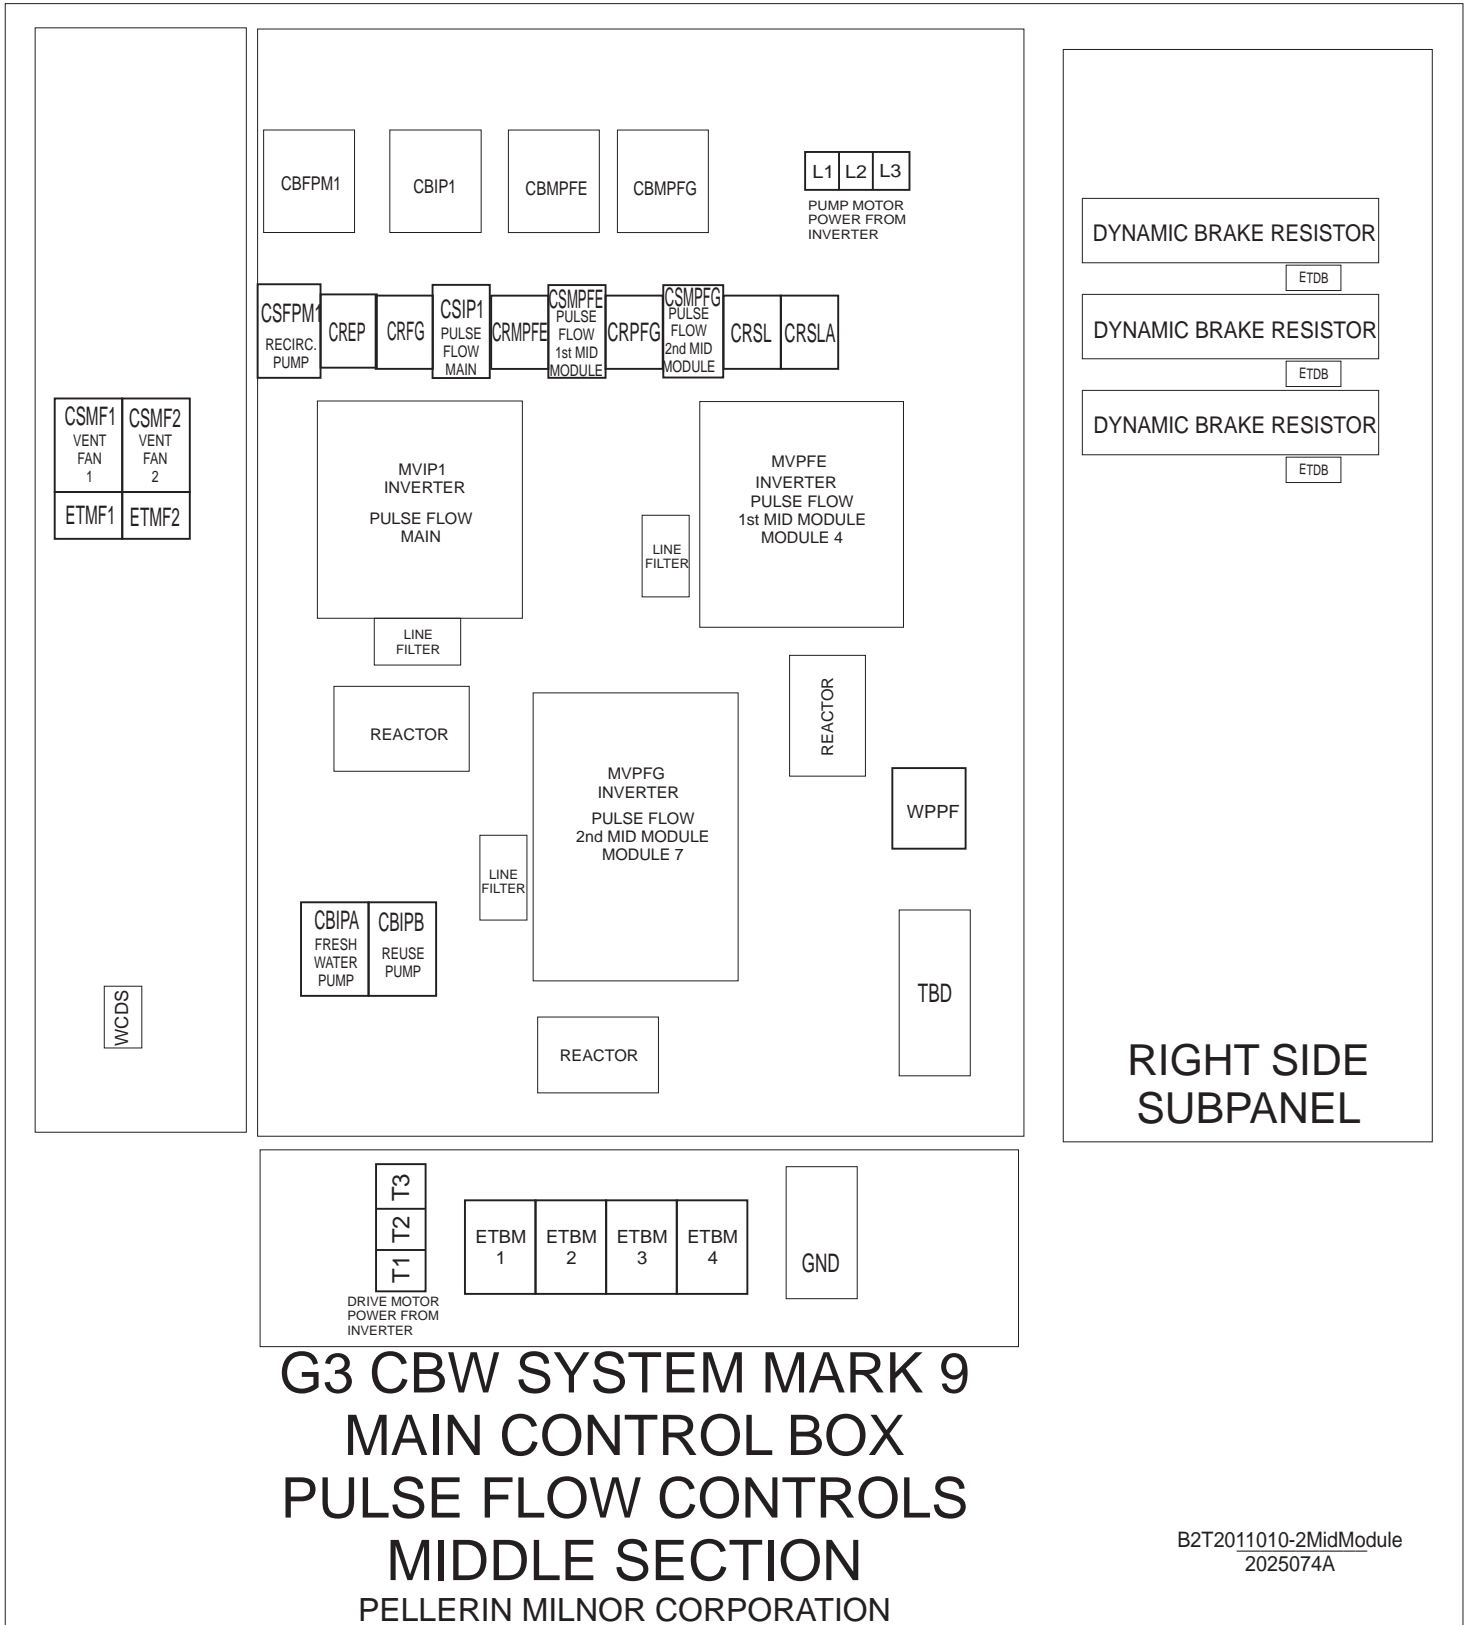 CBFPM1
CBIP1
CBMPFE
CBMPFG
L1 L2 L3
PUMP MOTOR
POWER FROM
INVERTER
CSFPM1
RECIRC.
PUMP
CREP
CRFG
CSIP1
PULSE
FLOW
MAIN
CRMPFE
CSMPFE
PULSE
FLOW
1st MID
MODULE
CRPFG
CSMPFG
PULSE
FLOW
2nd MID
MODULE
CRSL
CRSLA
DYNAMIC BRAKE RESISTOR
ETDB
DYNAMIC BRAKE RESISTOR
ETDB
DYNAMIC BRAKE RESISTOR
ETDB
CSMF1
VENT
FAN
1
CSMF2
VENT
FAN
2
ETMF1
ETMF2
MVIP1
INVERTER
PULSE FLOW
MAIN
LINE
FILTER
MVPFE
INVERTER
PULSE FLOW
1st MID MODULE
MODULE 4
LINE
FILTER
REACTOR
REACTOR
MVPFG
INVERTER
PULSE FLOW
2nd MID MODULE
MODULE 7
WPPF
LINE
FILTER
CBIPA
FRESH
WATER
PUMP
CBIPB
REUSE
PUMP
TBD
WCDS
REACTOR
RIGHT SIDE
SUBPANEL
T3
T2
T1
DRIVE MOTOR
POWER FROM
INVERTER
ETBM
1
ETBM
2
ETBM
3
ETBM
4
GND
G3 CBW SYSTEM MARK 9
MAIN CONTROL BOX
PULSE FLOW CONTROLS
MIDDLE SECTION
PELLERIN MILNOR CORPORATION
B2T2011010-2MidModule
2025074A